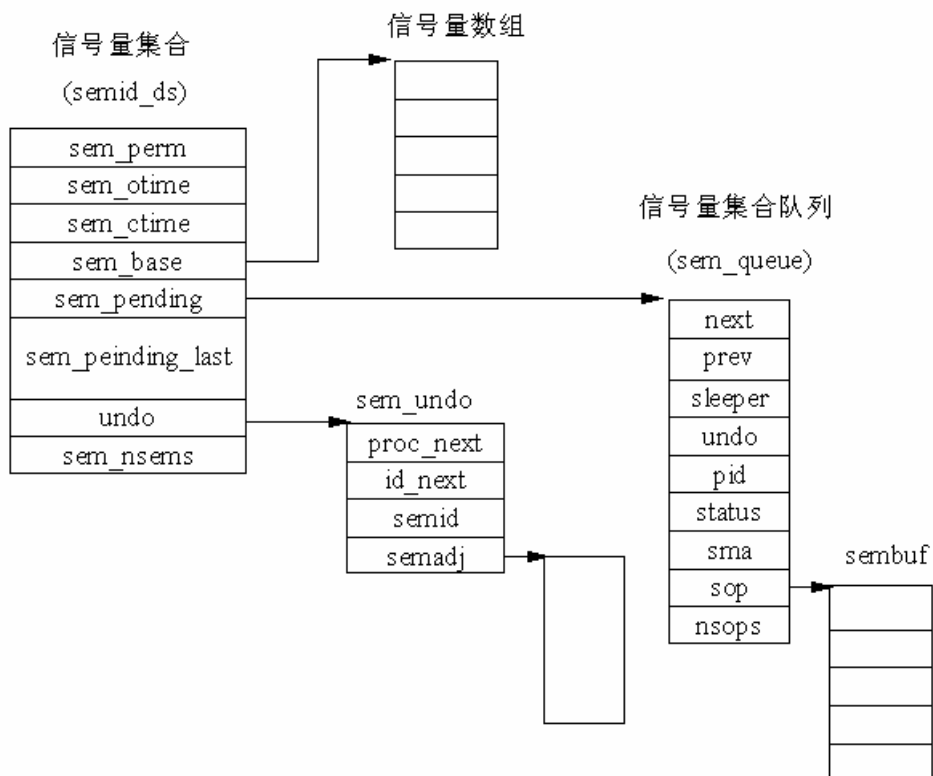 信号量集合
(semid_ds)
sem_perm
sem_otime
sem_ctime
sem_base
sem_pending
sem_peinding_last
undo
sem_nsems
信号量数组
sem_undo
proc_next
id_next
semid
semadj
信号量集合队列
(sem_queue)
next
prev
sleeper
undo
pid
status
sma
sop
nsops
sembuf